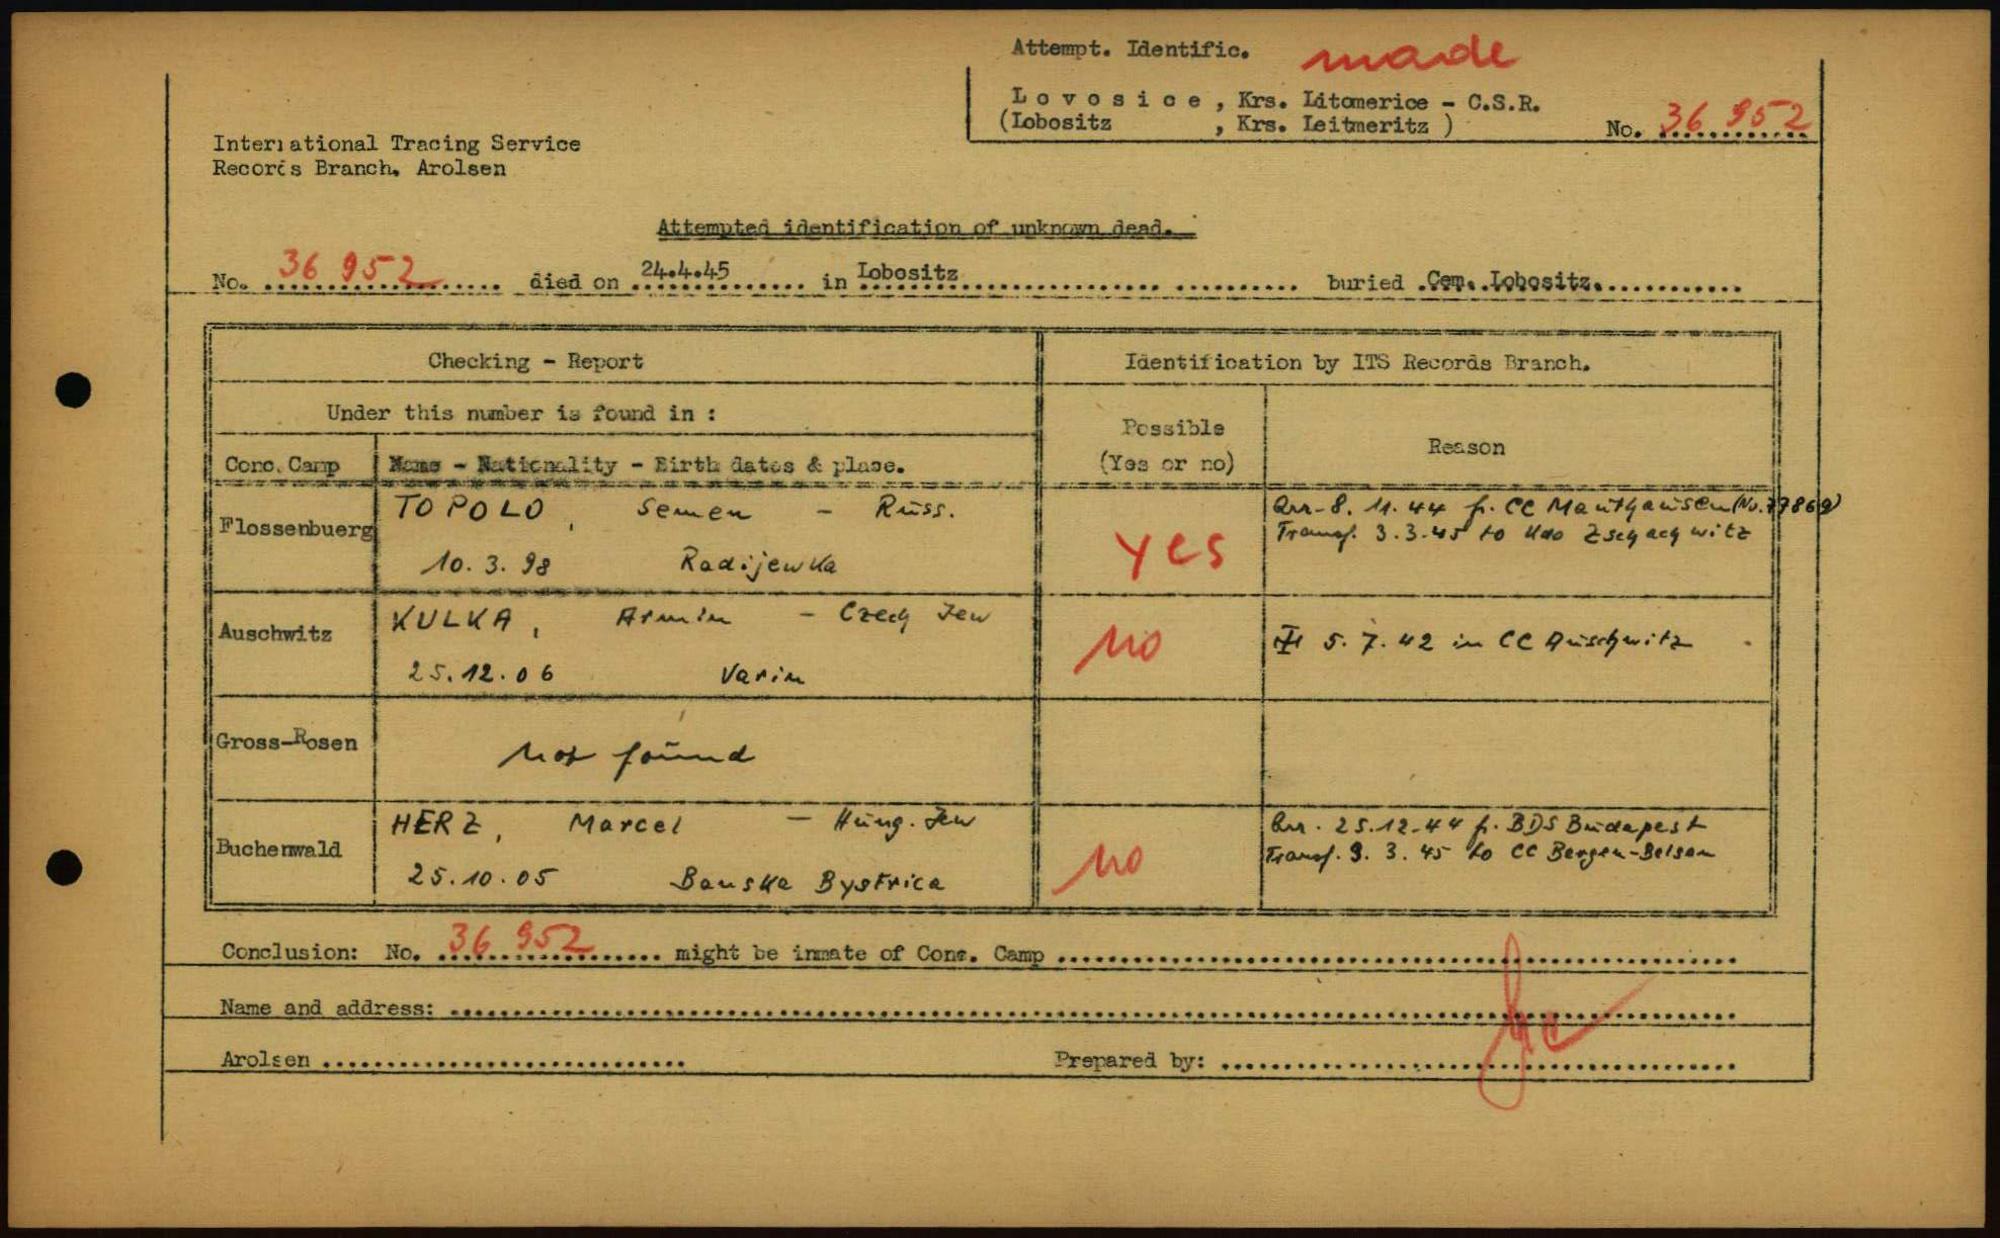 Attempt. Identific. made
L o v o s i c e , Krs. Litomerice - C.S.R.
(Lobositz , Krs. Leitmeritz ) No. 36 952
International Tracing Service
Records Branch. Arolsen
Attempted identification of unknown dead.
No. 36 952 died on 24.4.45 in Lobositz buried Cem. Lobositz.
Checking - Report Identification by ITS Records Branch.
Under this number is found in :
Possible
(Yes or no)
Reason
Conc. Camp Name - Nationality - Birth dates & place.
Flossenbuerg TOPOLO, Semen - Russ.
10. 3. 98 Radijewka
yes
Arr. 8. 11. 44 fr. CC Mauthausen (No. 77869)
Transf. 3.3.45 to Kdo Zschachwitz
Auschwitz KULKA, Armin - Czech Jew
25.12.06 Varin
no
5. 7. 42 in CC Auschwitz
Gross-Rosen not found
Buchenwald HERZ, Marcel - Hung. Jew
25.10.05 Banska Bystrica
no
Arr. 25.12.44 fr. BDS Budapest
Transf. 3. 3. 45 to CC Bergen-Belsen
Conclusion: No. 36 952 might be inmate of Conc. Camp
Name and address:
Arolsen Prepared by: